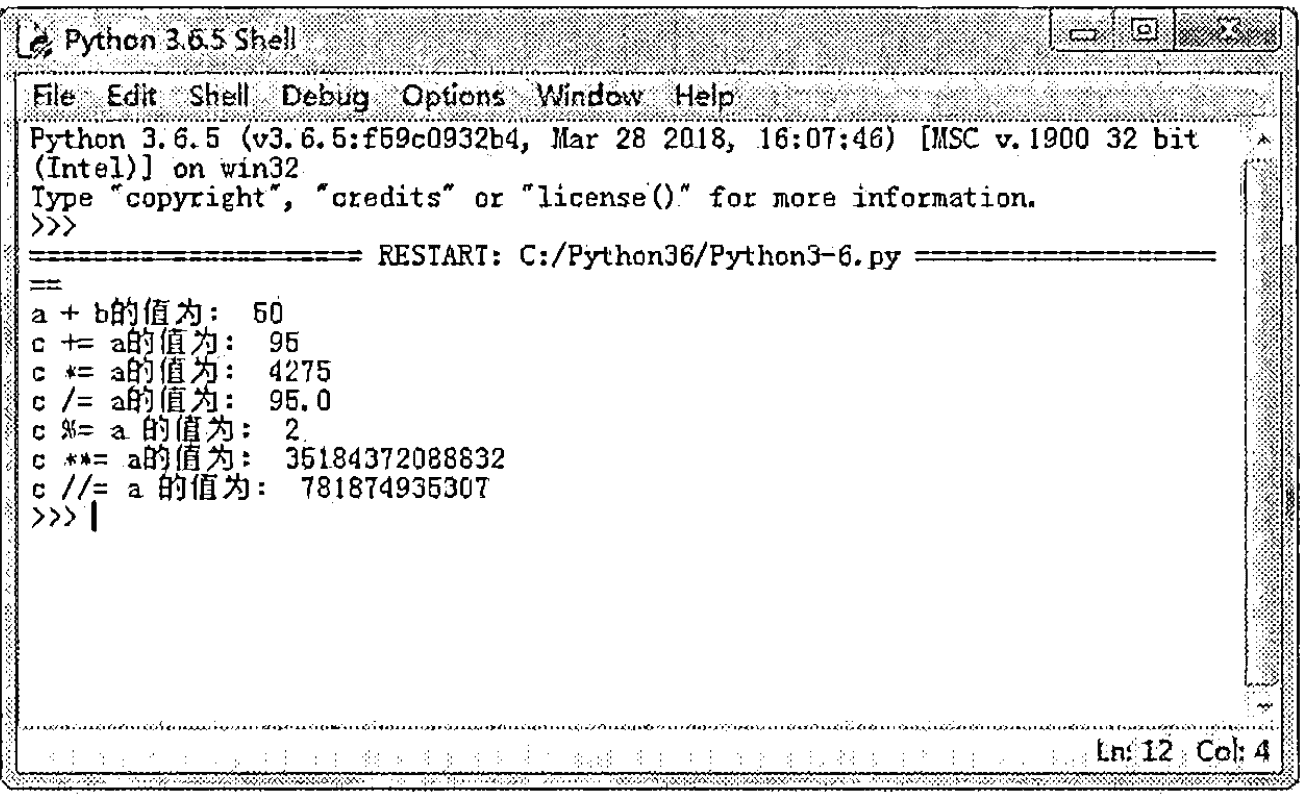 Python 3.6.5 Shell
File Edit Shell Debug Options Window Help
Python 3.6.5 (v3.6.5:f59c0932b4, Mar 28 2018, 16:07:46) [MSC v.1900 32 bit
(Intel)] on win32
Type "copyright", "credits" or "license()" for more information.
>>>
===================== RESTART: C:/Python36/Python3-6.py ===================
==
a + b的值为： 50
c += a的值为： 95
c *= a的值为： 4275
c /= a的值为： 95.0
c %= a 的值为： 2
c **= a的值为： 35184372088832
c //= a 的值为： 781874935307
>>>
Ln: 12 Col: 4